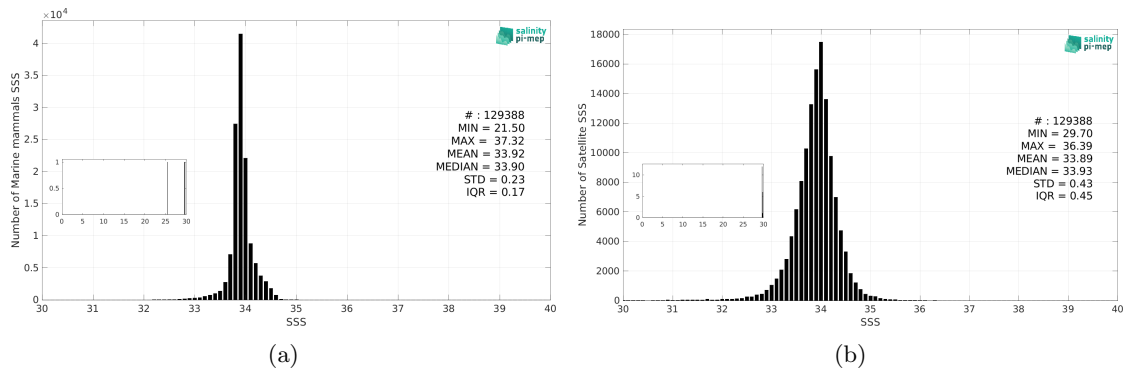 ×10⁴
4
3.5
3
2.5
2
1.5
1
0.5
0
Number of Marine mammals SSS
salinity
pi-mep
# : 129388
MIN = 21.50
MAX = 37.32
MEAN = 33.92
MEDIAN = 33.90
STD = 0.23
IQR = 0.17
1
0.5
0
0 5 10 15 20 25 30
30 31 32 33 34 35 36 37 38 39 40
SSS
(a)
18000
16000
14000
12000
10000
8000
6000
4000
2000
0
Number of Satellite SSS
salinity
pi-mep
# : 129388
MIN = 29.70
MAX = 36.39
MEAN = 33.89
MEDIAN = 33.93
STD = 0.43
IQR = 0.45
10
5
0
0 5 10 15 20 25 30
30 31 32 33 34 35 36 37 38 39 40
SSS
(b)